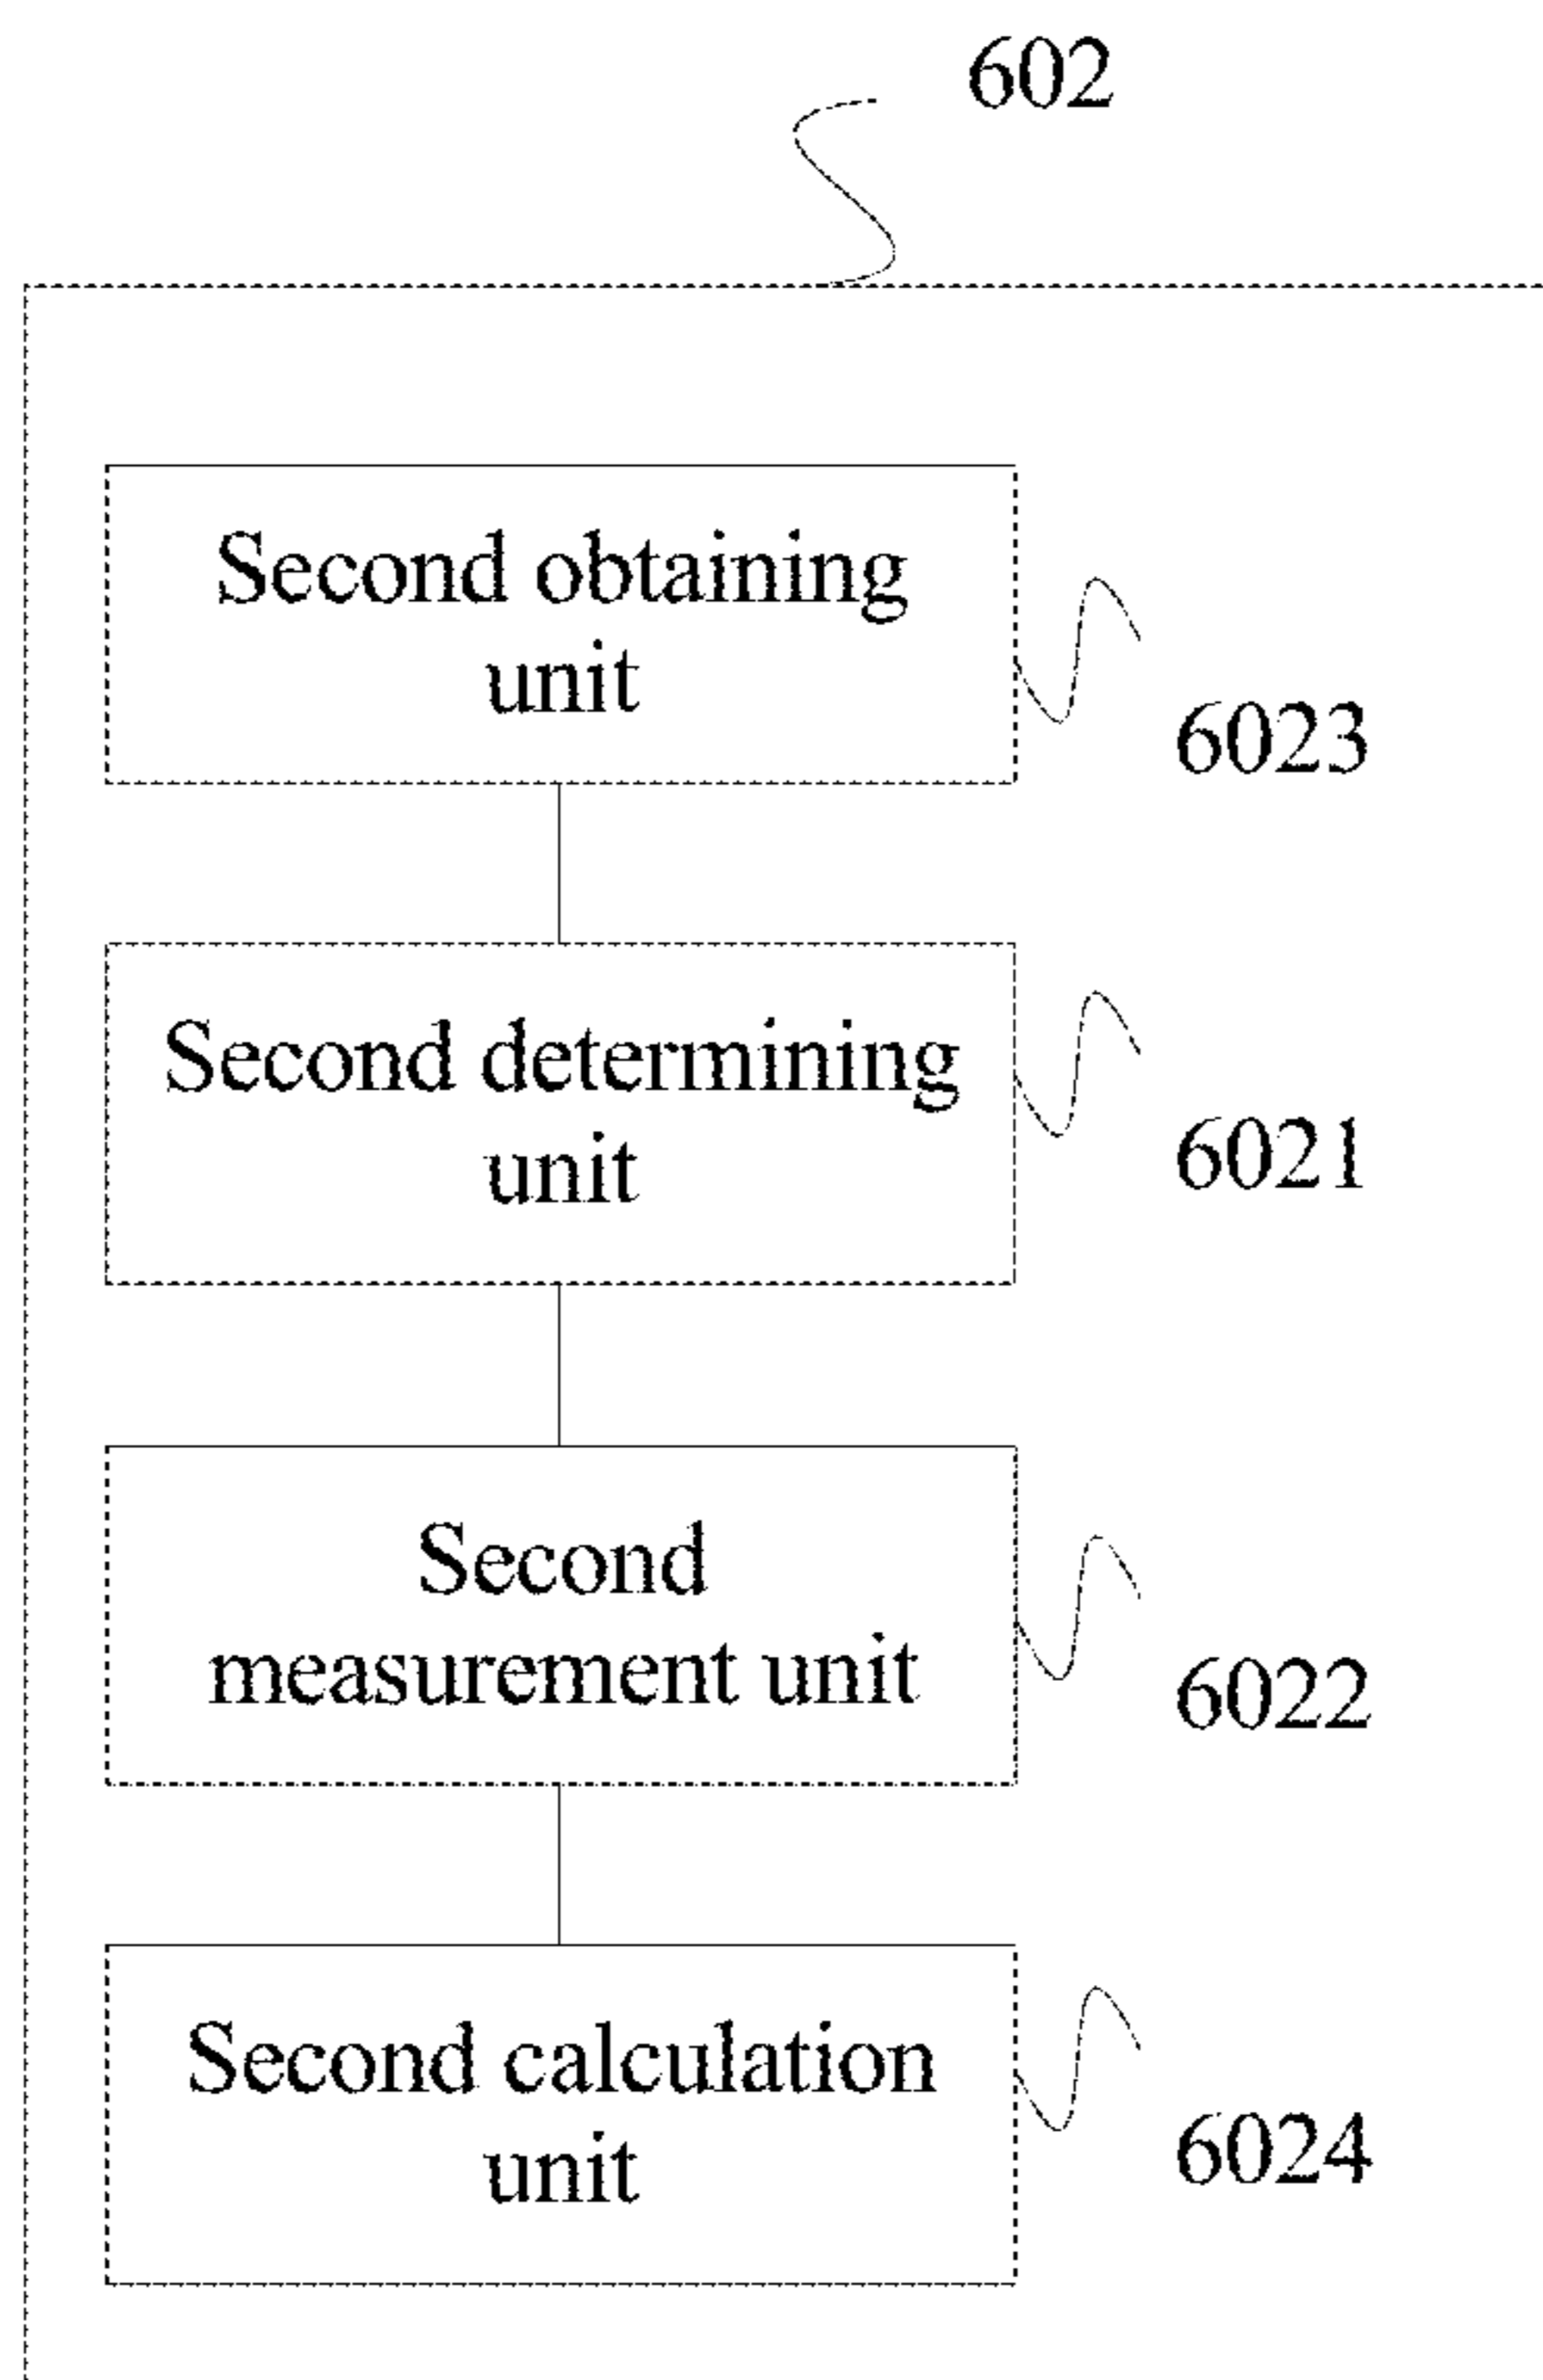 602
Second obtaining
unit
6023
Second determining
unit
6021
Second
measurement unit
6022
Second calculation
unit
6024